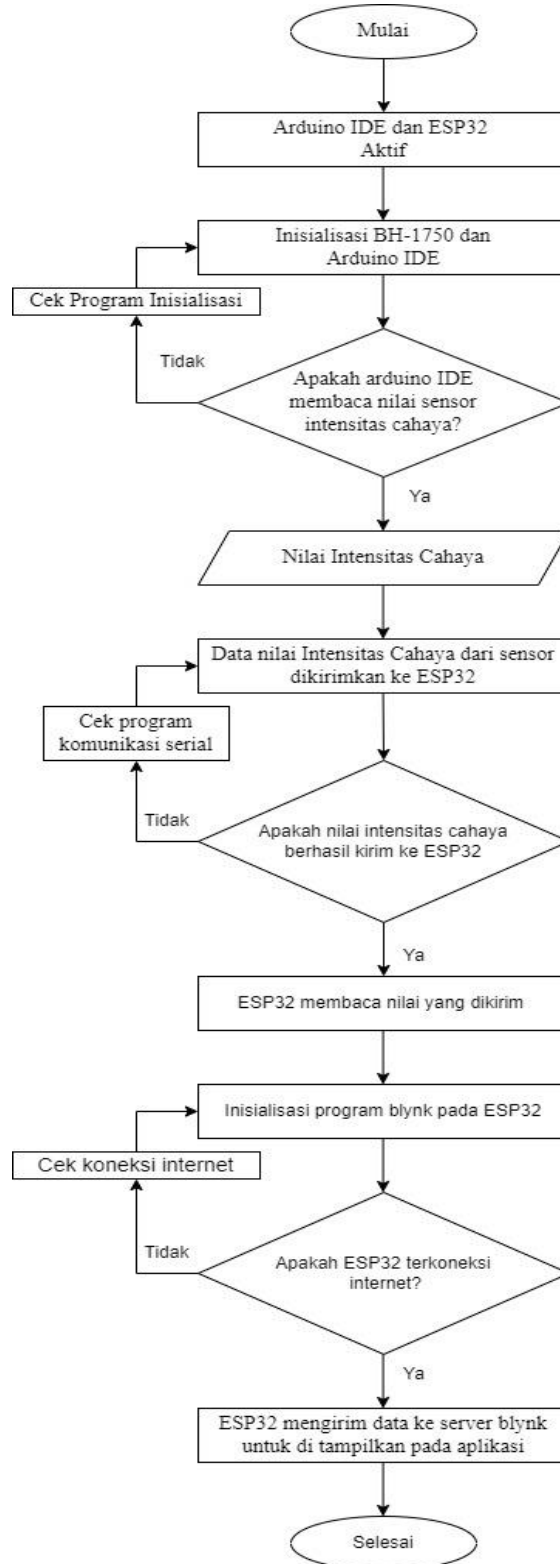 Mulai
Arduino IDE dan ESP32
Aktif
Inisialisasi BH-1750 dan
Arduino IDE
Cek Program Inisialisasi
Tidak
Apakah arduino IDE
membaca nilai sensor
intensitas cahaya?
Ya
Nilai Intensitas Cahaya
Data nilai Intensitas Cahaya dari sensor
dikirimkan ke ESP32
Cek program
komunikasi serial
Tidak
Apakah nilai intensitas cahaya
berhasil kirim ke ESP32
Ya
ESP32 membaca nilai yang dikirim
Inisialisasi program blynk pada ESP32
Cek koneksi internet
Tidak
Apakah ESP32 terkoneksi
internet?
Ya
ESP32 mengirim data ke server blynk
untuk di tampilkan pada aplikasi
Selesai